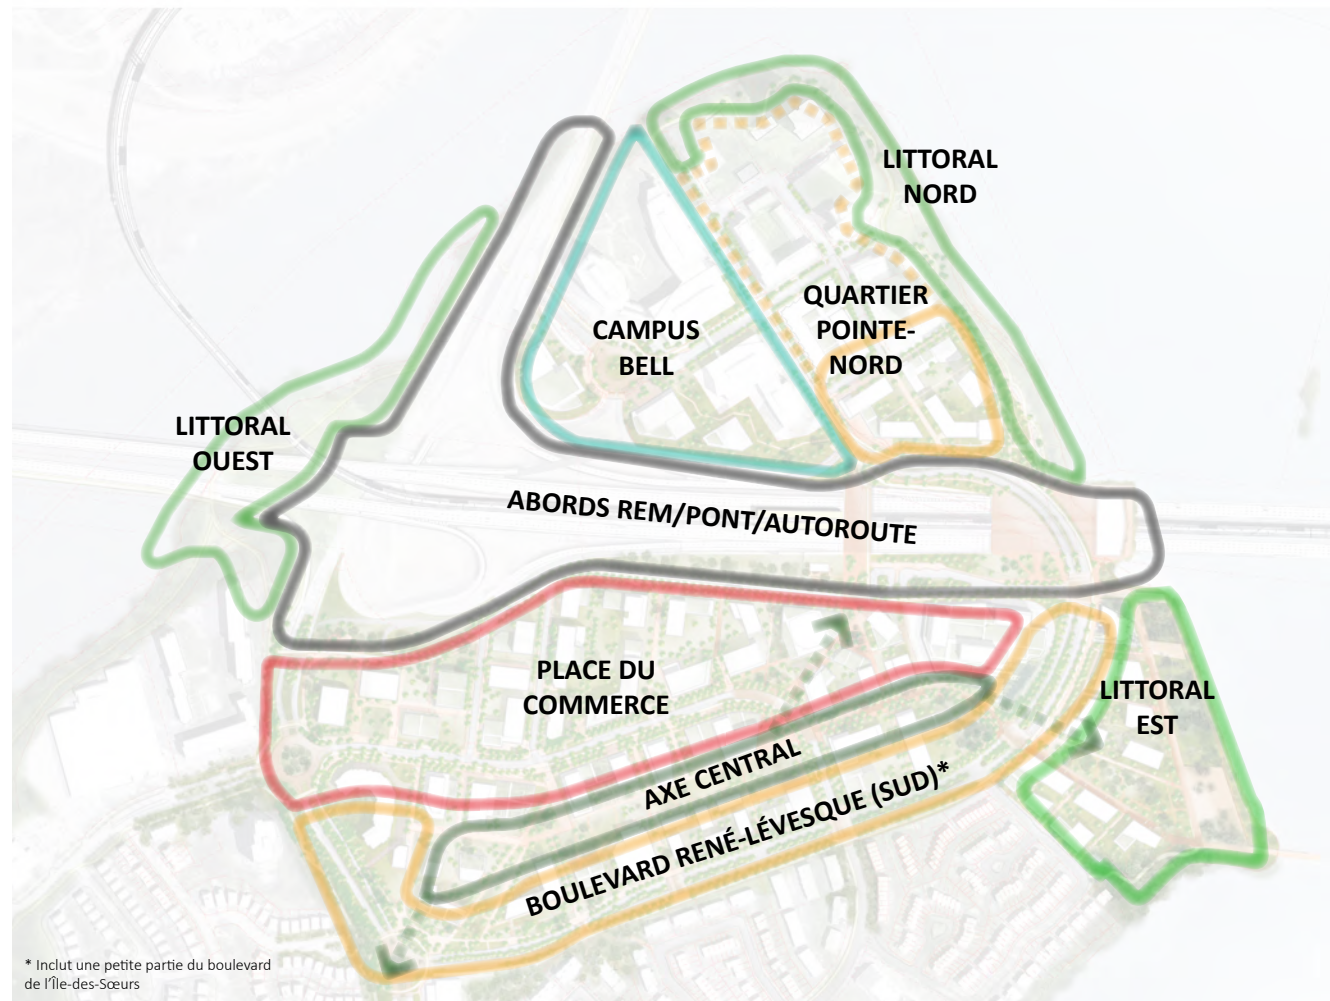 LITTORAL
NORD
QUARTIER
POINTE-
NORD
CAMPUS
BELL
LITTORAL
OUEST
ABORDS REM/PONT/AUTOROUTE
PLACE DU
COMMERCE
LITTORAL
EST
AXE CENTRAL
BOULEVARD RENÉ-LÉVESQUE (SUD)*
* Inclut une petite partie du boulevard
de l'Île-des-Sœurs